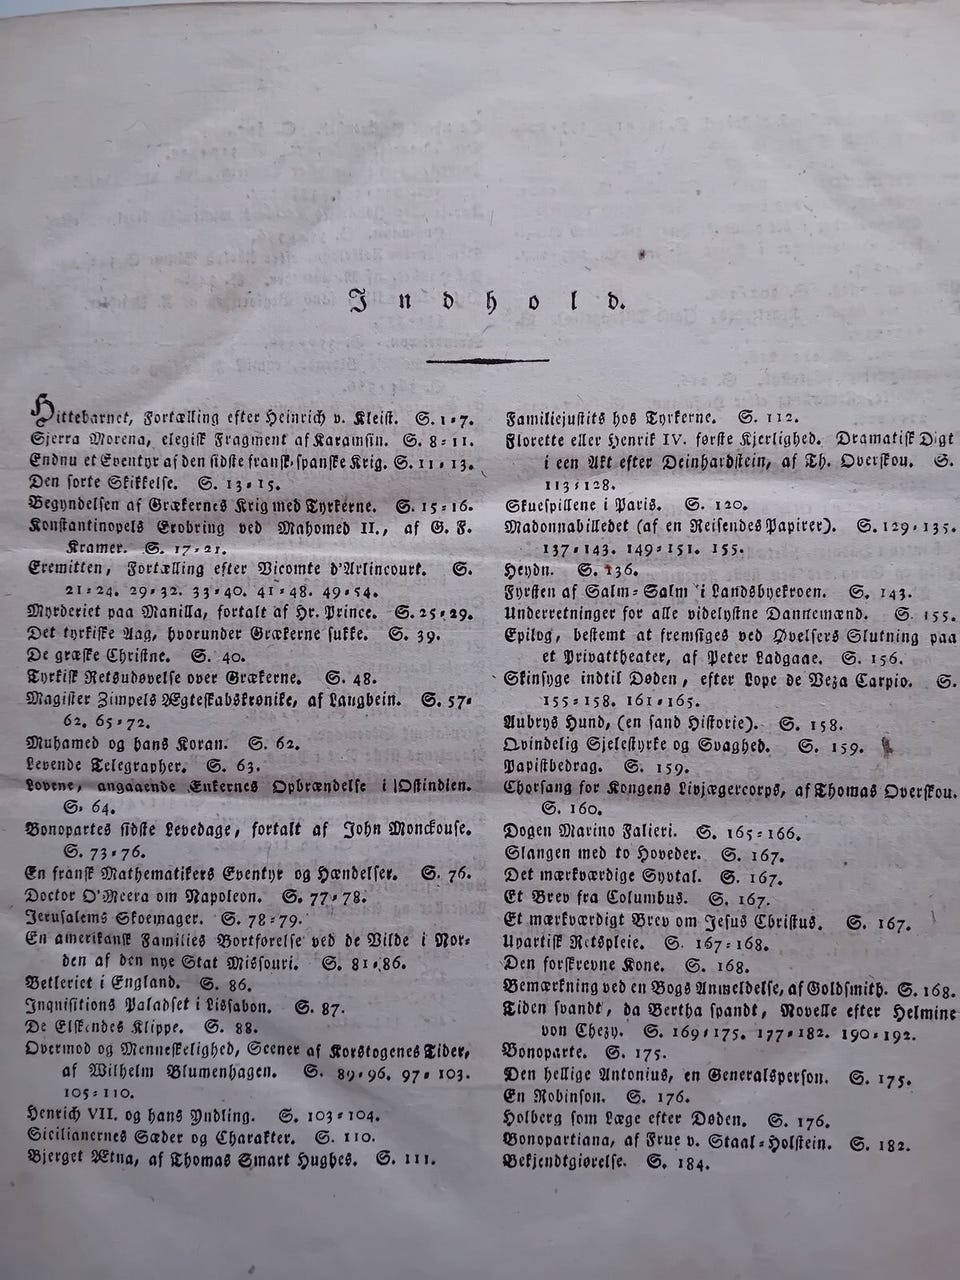 Indhold.
Hittebarnet, Fortælling efter Heinrich v. Kleist. S. 1-7.
Sjerra Morena, elegisk Fragment af Karamsin. S. 8-11.
Endnu et Eventyr af den sidste fransk-spanske Krig. S. 11-13.
Den sorte Skikkelse. S. 13-15.
Begyndelsen af Grækernes Krig med Tyrkerne. S. 15-16.
Konstantinopels Erobring ved Mahomed II., af G. F.
Kramer. S. 17-21.
Eremitten, Fortælling efter Vicomte d'Arlincourt. S.
21-24. 29-32. 33-40. 41-48. 49-54.
Myrderiet paa Manilla, fortalt af Hr. Prince. S. 25-29.
Det tyrkiske Aag, hvorunder Grækerne sukke. S. 39.
De græske Christne. S. 40.
Tyrkisk Retsudøvelse over Grækerne. S. 48.
Magister Zimpels Ægteskabskrønike, af Langbein. S. 57-
62. 65-72.
Muhamed og hans Koran. S. 62.
Levende Telegrapher. S. 63.
Lovene, angaaende Enkernes Opbrændelse i Ostindien.
S. 64.
Bonopartes sidste Levedage, fortalt af John Monckouse.
S. 73-76.
En fransk Mathematikers Eventyr og Hændelser. S. 76.
Doctor O'Meera om Napoleon. S. 77-78.
Jerusalems Skoemager. S. 78-79.
En amerikansk Families Bortførelse ved de Vilde i Nor-
den af den nye Stat Missouri. S. 81-86.
Betleriet i England. S. 86.
Inquisitions Paladset i Lissabon. S. 87.
De Elskendes Klippe. S. 88.
Overmod og Menneskelighed, Scener af Korstogenes Tider,
af Wilhelm Blumenhagen. S. 89-96. 97-103.
105-110.
Henrich VII. og hans Yndling. S. 103-104.
Sicilianernes Sæder og Charakter. S. 110.
Bjerget Ætna, af Thomas Smart Hughes. S. 111.
Familiejustits hos Tyrkerne. S. 112.
Florette eller Henrik IV. første Kjerlighed. Dramatisk Digt
i een Akt efter Deinhardstein, af Th. Overskou. S.
113-128.
Skuespillene i Paris. S. 120.
Madonnabilledet (af en Reisendes Papirer). S. 129-135.
137-143. 149-151. 155.
Heydn. S. 136.
Fyrsten af Salm-Salm i Landsbyekroen. S. 143.
Underretninger for alle videlystne Dannemænd. S. 155.
Epilog, bestemt at fremsiges ved Øvelsers Slutning paa
et Privattheater, af Peter Ladgaae. S. 156.
Skinsyge indtil Døden, efter Lope de Veza Carpio. S.
155-158. 161-165.
Aubrys Hund, (en sand Historie). S. 158.
Qvindelig Sjelestyrke og Svaghed. S. 159.
Papistbedrag. S. 159.
Chorsang for Kongens Livjægercorps, af Thomas Overskou.
S. 160.
Dogen Marino Falieri. S. 165-166.
Slangen med to Hoveder. S. 167.
Det mærkværdige Syvtal. S. 167.
Et Brev fra Columbus. S. 167.
Et mærkværdigt Brev om Jesus Christus. S. 167.
Upartisk Retspleie. S. 167-168.
Den forskrevne Kone. S. 168.
Bemærkning ved en Bogs Anmeldelse, af Goldsmith. S. 168.
Tiden svandt, da Bertha spandt, Novelle efter Helmine
von Chezy. S. 169-175. 177-182. 190-192.
Bonoparte. S. 175.
Den hellige Antonius, en Generalsperson. S. 175.
En Robinson. S. 176.
Holberg som Læge efter Døden. S. 176.
Bonopartiana, af Frue v. Staal-Holstein. S. 182.
Bekjendtgiørelse. S. 184.